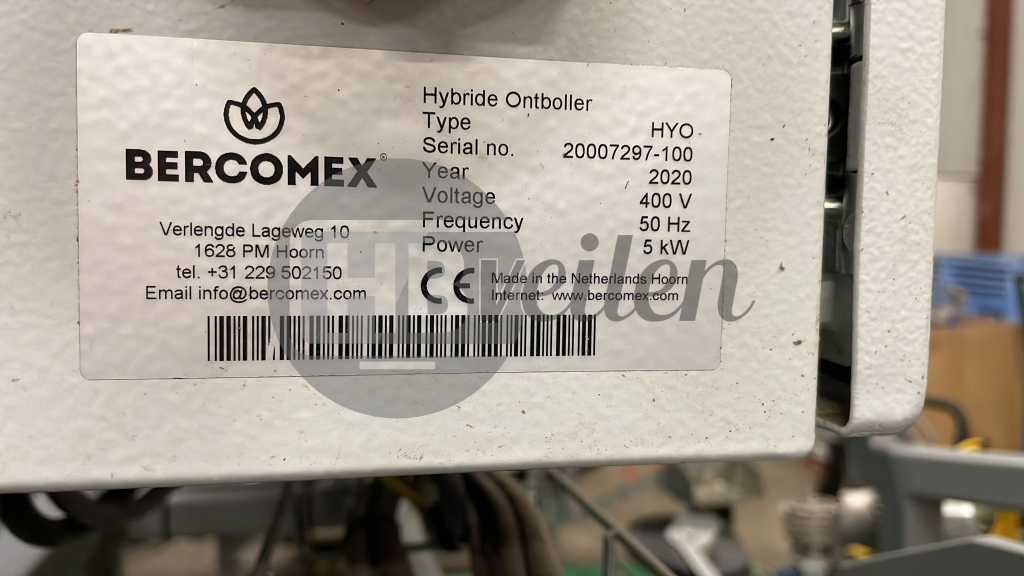 BERCOMEX®
Verlengde Lageweg 10
1628 PM Hoorn
tel. +31 229 502150
Email info@bercomex.com
Hybride Ontboller
Type HYO
Serial no. 20007297-100
Year 2020
Voltage 400 V
Frequency 50 Hz
Power 5 kW
CE Made in the Netherlands Hoorn
Internet: www.bercomex.com
veilen